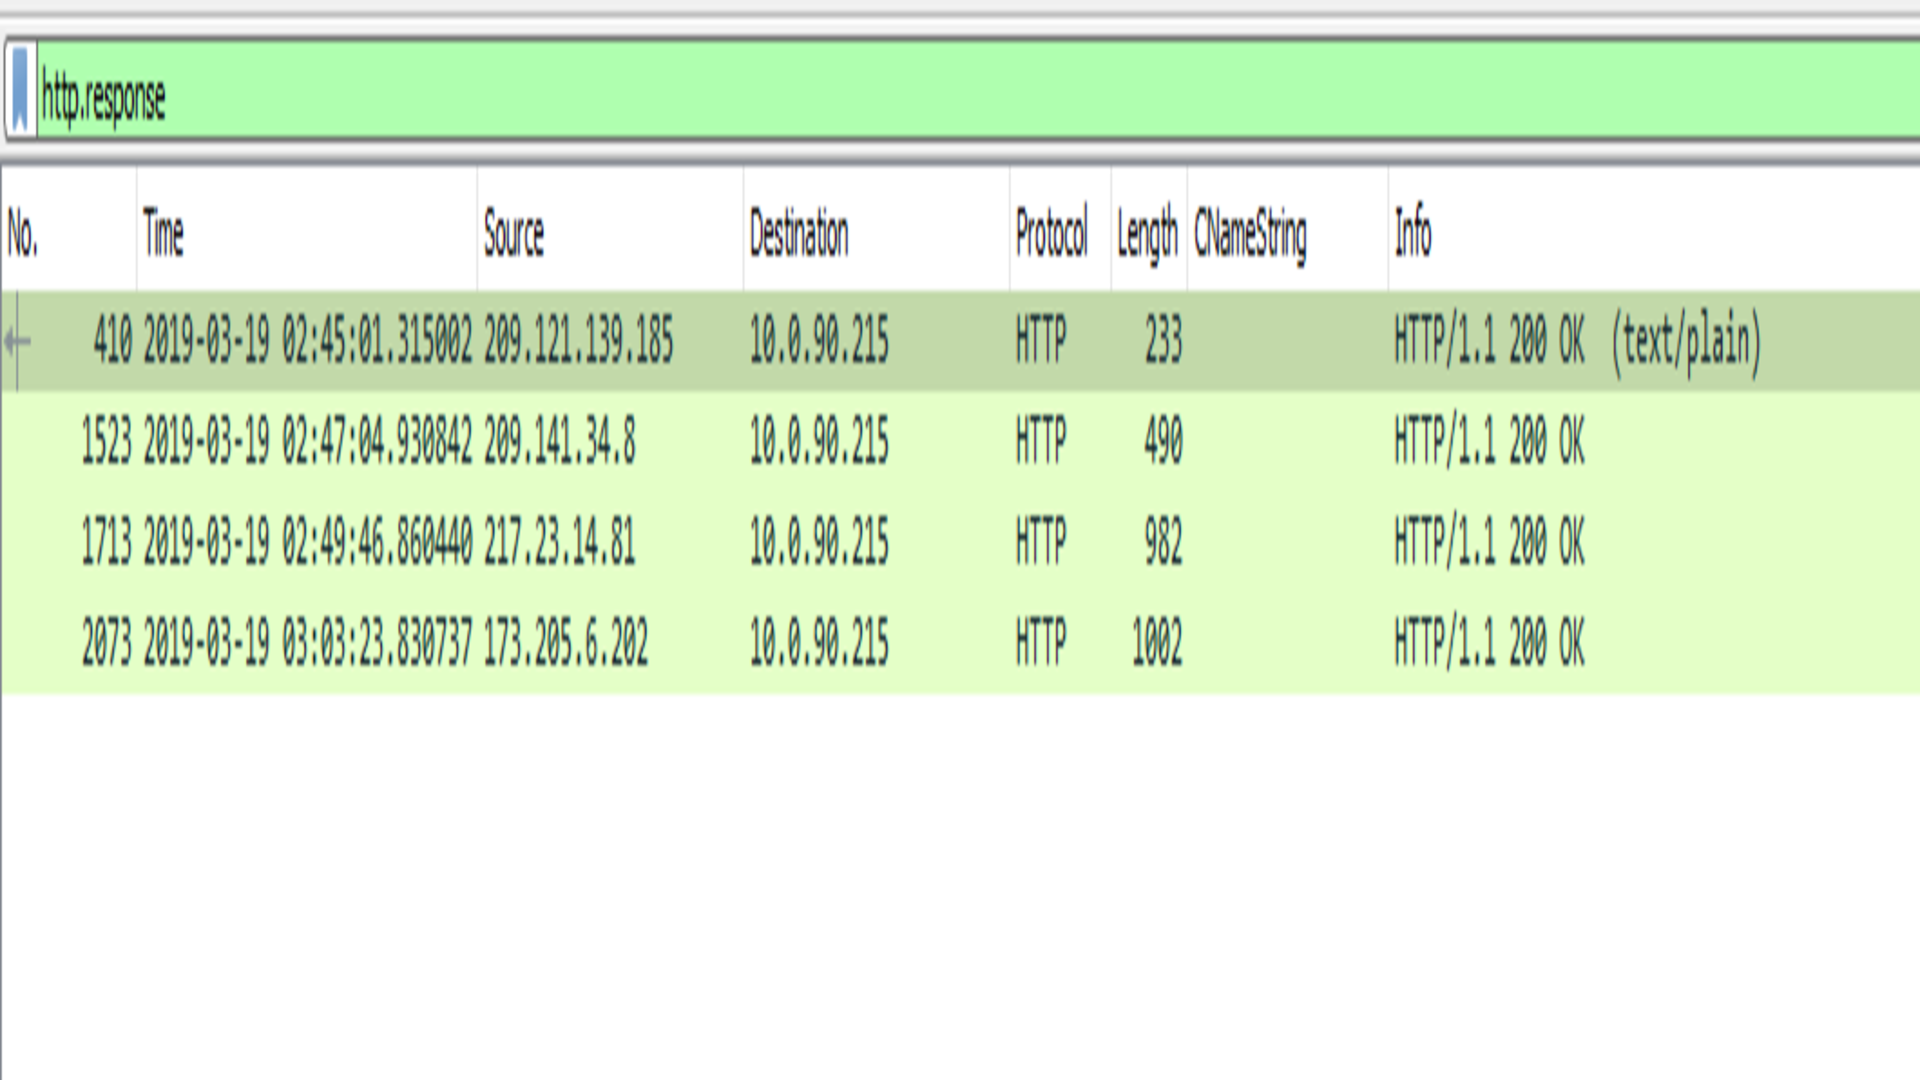 http.response
No. Time Source Destination Protocol Length CNameString Info
410 2019-03-19 02:45:01.315002 209.121.139.185 10.0.90.215 HTTP 233 HTTP/1.1 200 OK (text/plain)
1523 2019-03-19 02:47:04.930842 209.141.34.8 10.0.90.215 HTTP 490 HTTP/1.1 200 OK
1713 2019-03-19 02:49:46.860440 217.23.14.81 10.0.90.215 HTTP 982 HTTP/1.1 200 OK
2073 2019-03-19 03:03:23.830737 173.205.6.202 10.0.90.215 HTTP 1002 HTTP/1.1 200 OK